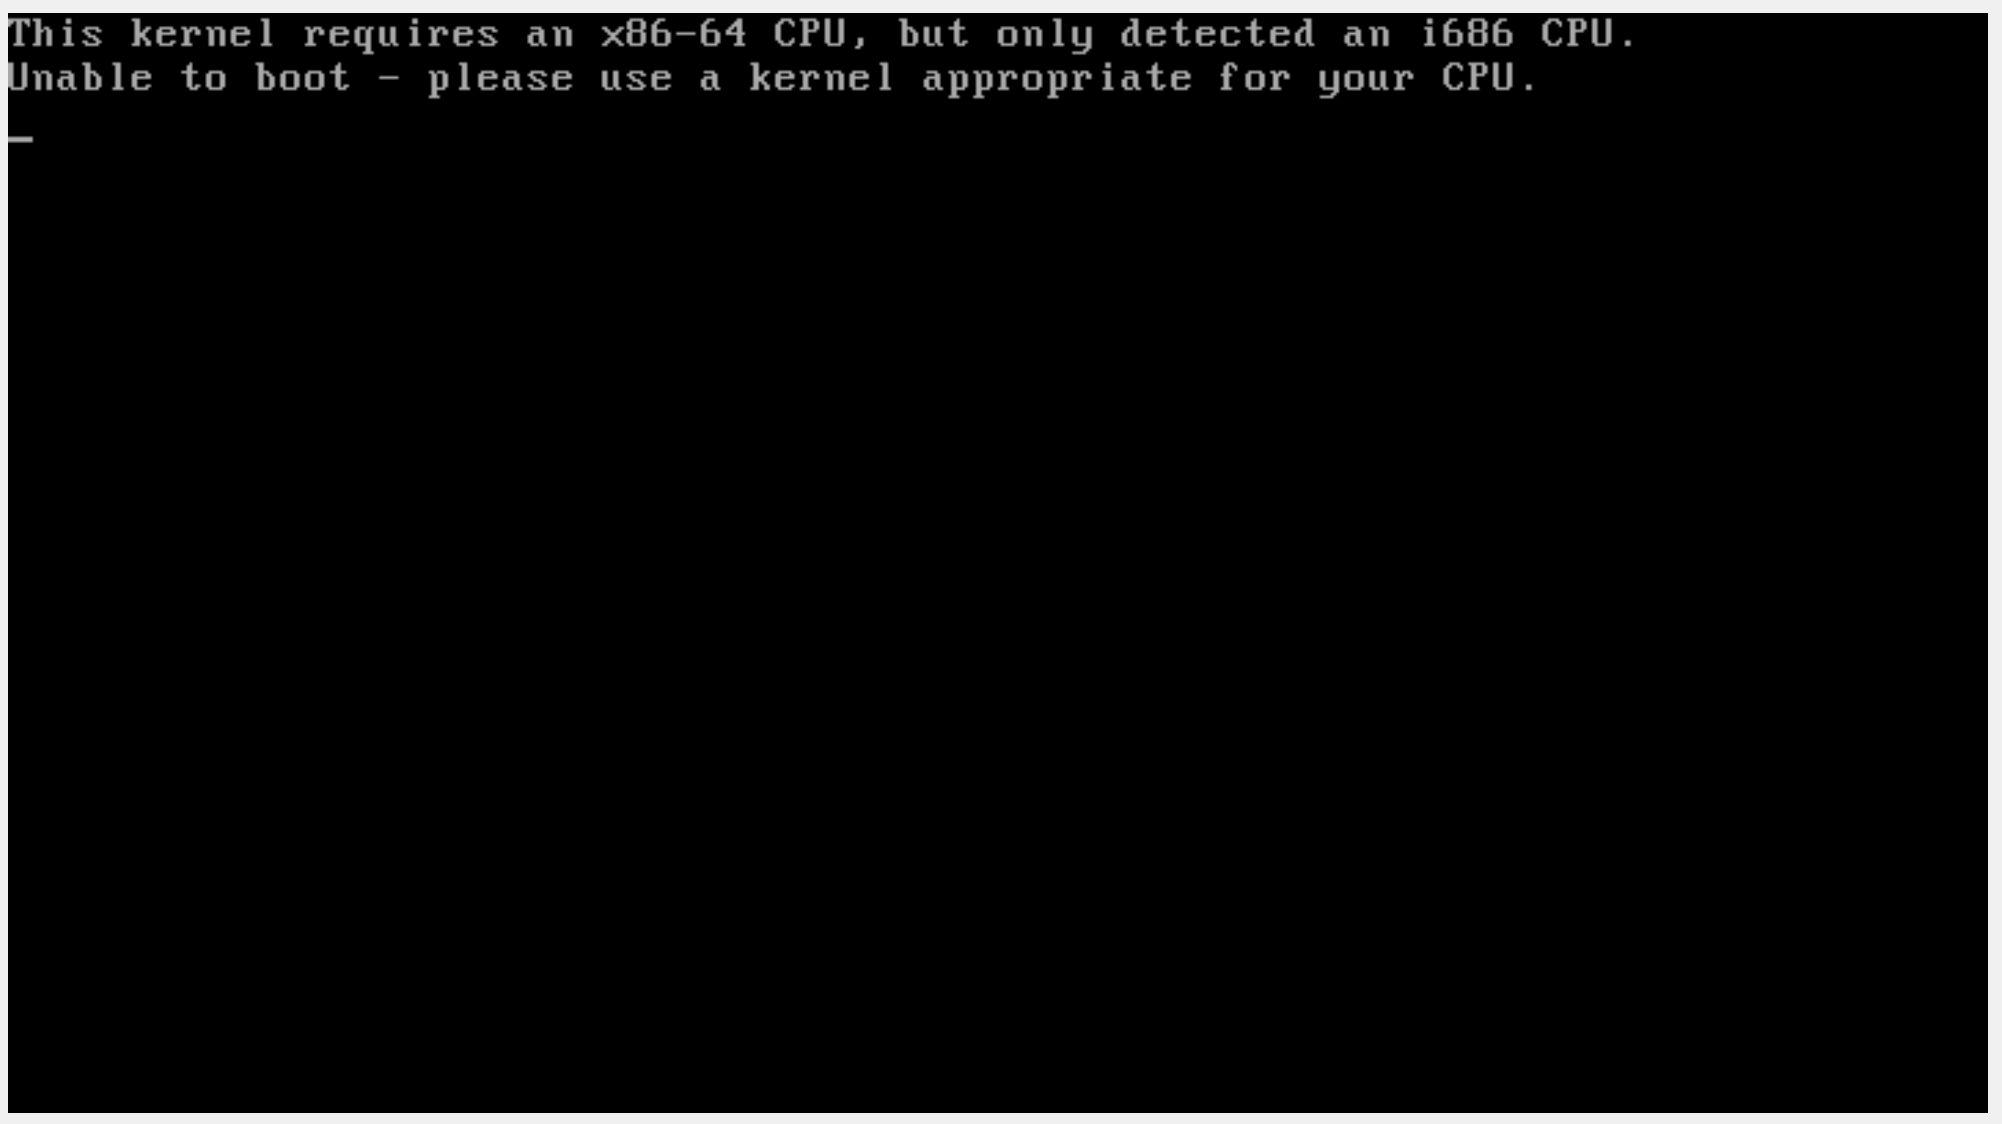 This kernel requires an x86-64 CPU, but only detected an i686 CPU.
Unable to boot - please use a kernel appropriate for your CPU.
_